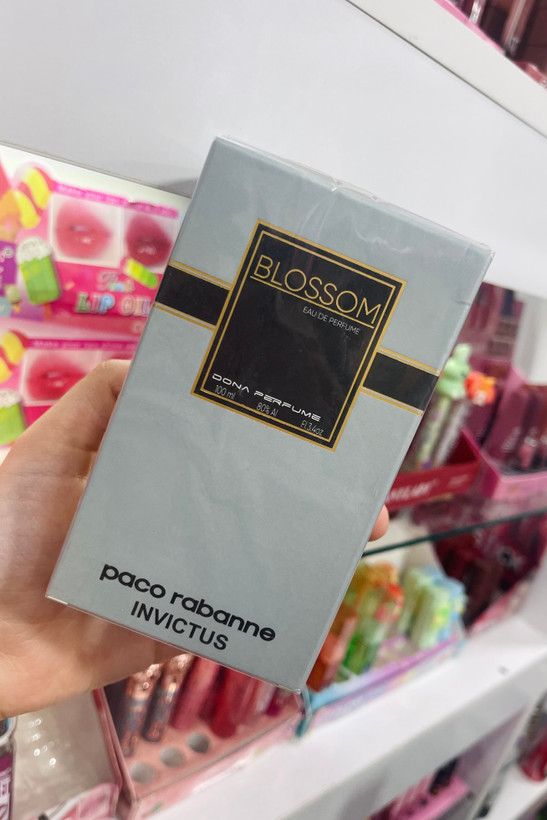 BLOSSOM
EAU DE PERFUME
DONA PERFUME
100 ml
80% Al
Fl.3.4oz
paco rabanne
INVICTUS
LIP OIL